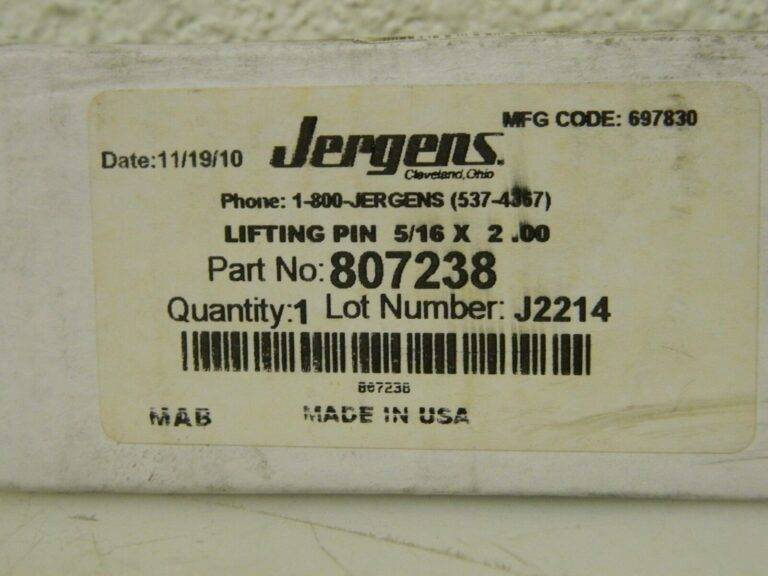 MFG CODE: 697830
Date:11/19/10 Jergens
Cleveland, Ohio
Phone: 1-800-JERGENS (537-4367)
LIFTING PIN 5/16 X 2 .00
Part No: 807238
Quantity:1 Lot Number: J2214
807238
MAB MADE IN USA